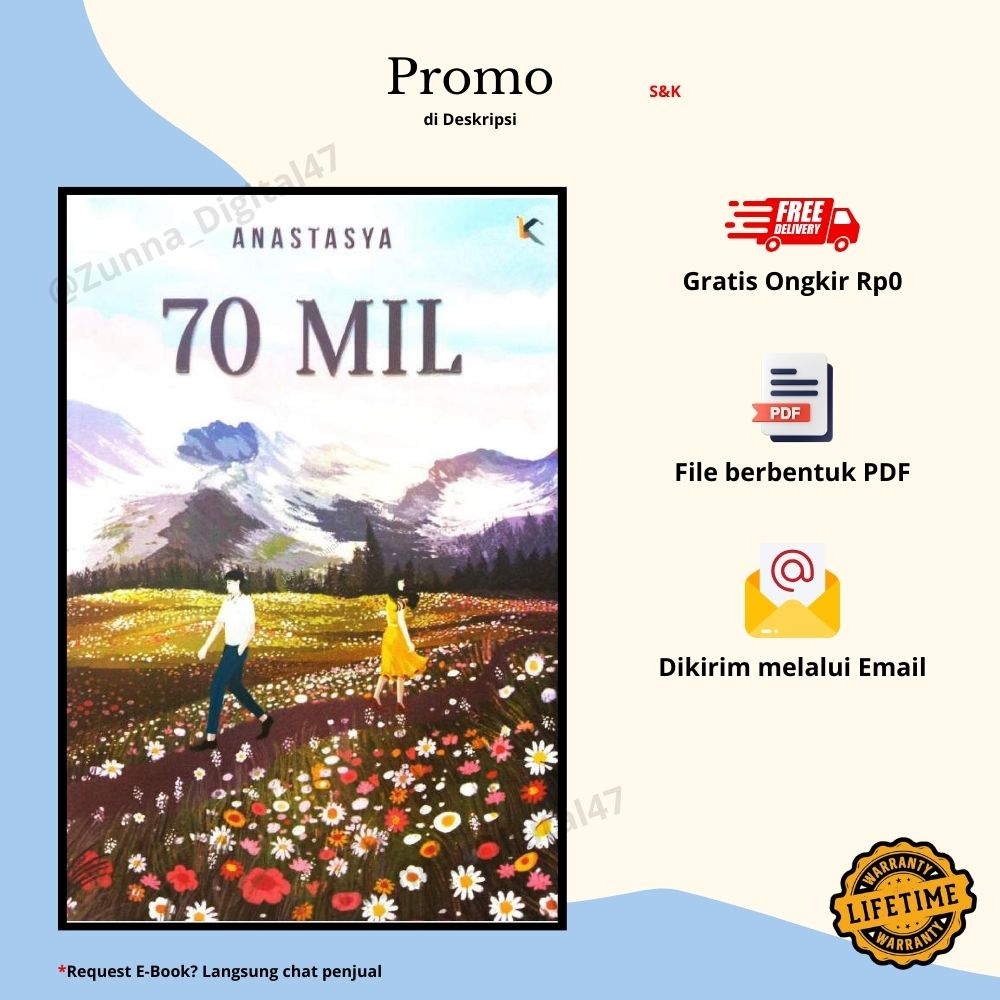 Promo
di Deskripsi
S&K
@Zunna_Digital47
ANASTASYA
70 MIL
FREE
DELIVERY
Gratis Ongkir Rp0
PDF
File berbentuk PDF
@
Dikirim melalui Email
al47
WARRANTY
LIFETIME
WARRANTY
*Request E-Book? Langsung chat penjual